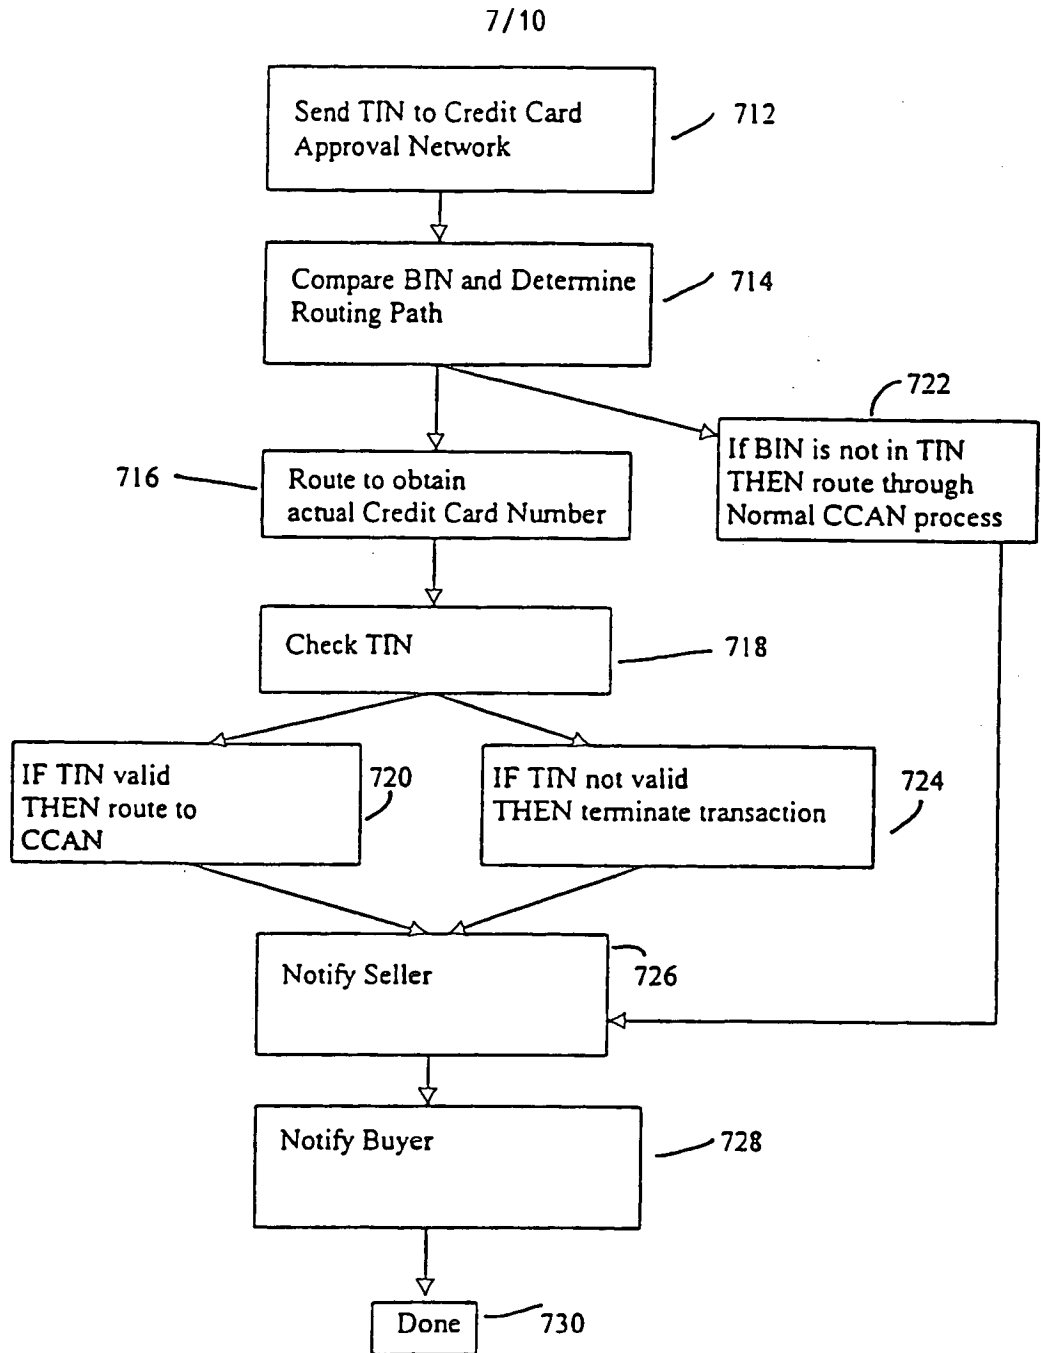 7/10
Send TIN to Credit Card
Approval Network
712
Compare BIN and Determine
Routing Path
714
722
If BIN is not in TIN
THEN route through
Normal CCAN process
716
Route to obtain
actual Credit Card Number
Check TIN
718
IF TIN valid
THEN route to
CCAN
720
IF TIN not valid
THEN terminate transaction
724
Notify Seller
726
Notify Buyer
728
Done
730